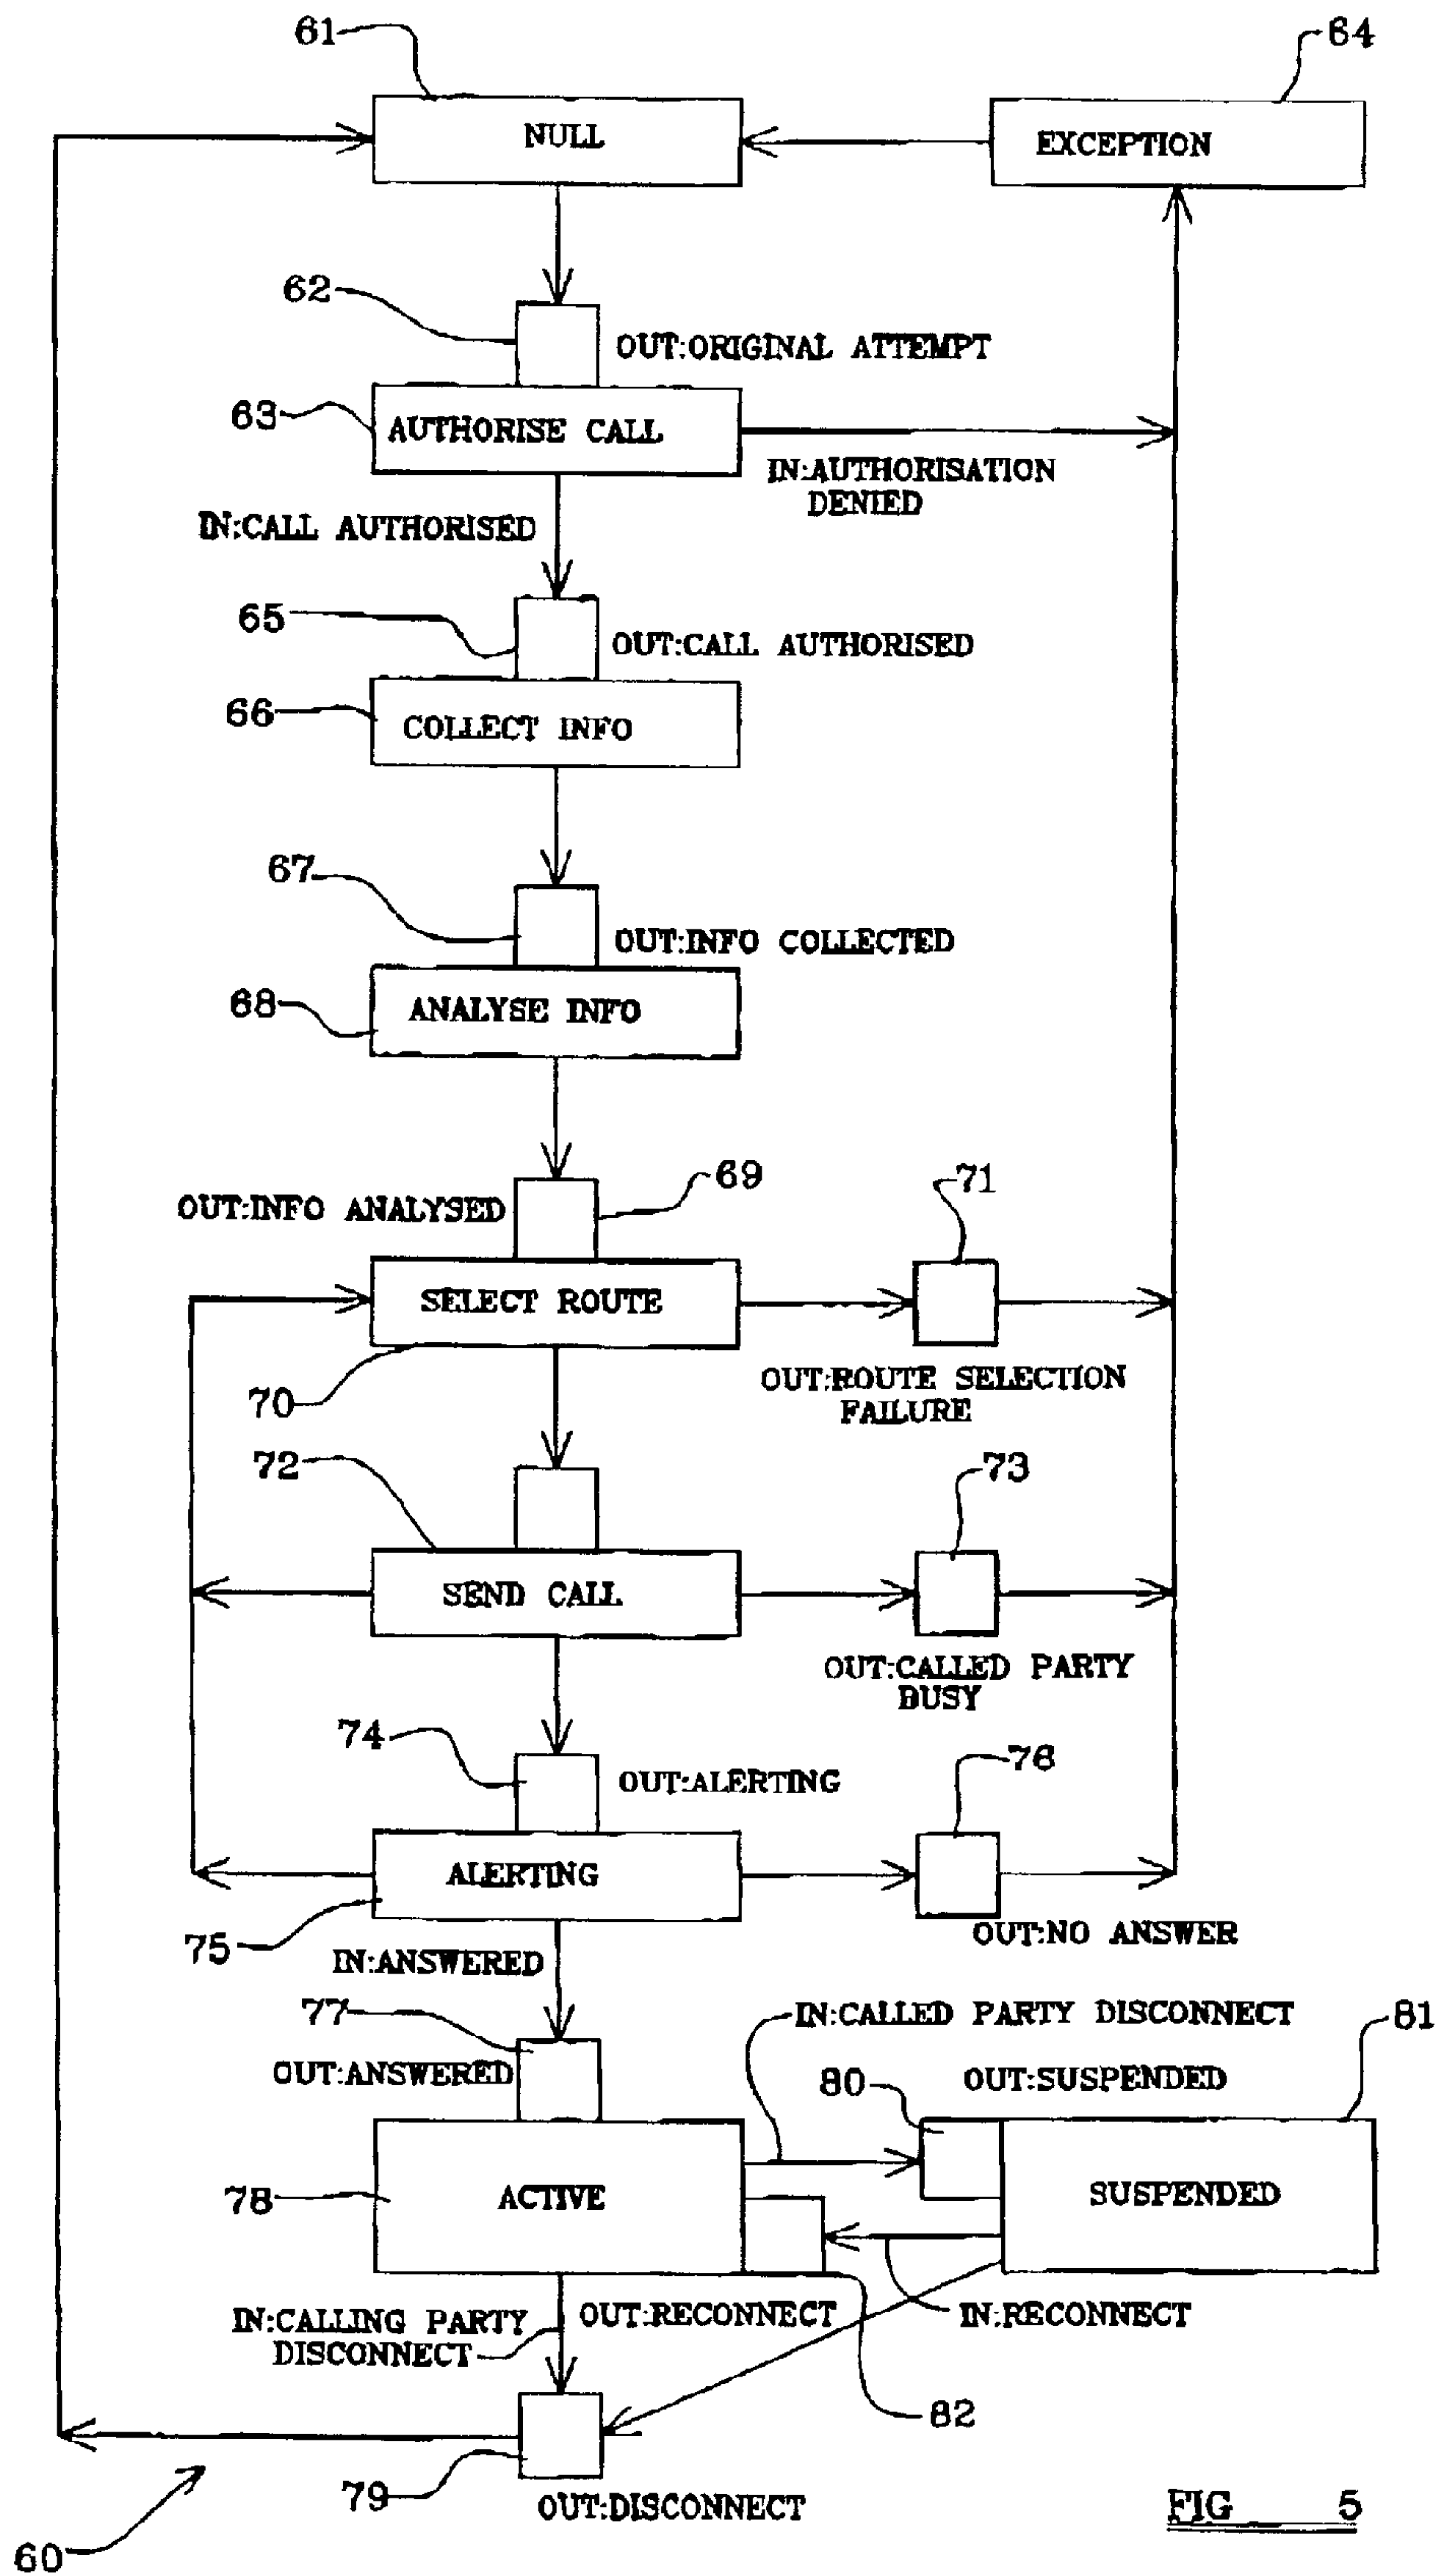 61
64
NULL
EXCEPTION
62
OUT:ORIGINAL ATTEMPT
63
AUTHORISE CALL
IN:AUTHORISATION
DENIED
IN:CALL AUTHORISED
65
OUT:CALL AUTHORISED
66
COLLECT INFO
67
OUT:INFO COLLECTED
68
ANALYSE INFO
69
71
OUT:INFO ANALYSED
SELECT ROUTE
70
OUT:ROUTE SELECTION
FAILURE
72
73
SEND CALL
OUT:CALLED PARTY
BUSY
74
OUT:ALERTING
76
ALERTING
75
OUT:NO ANSWER
IN:ANSWERED
77
IN:CALLED PARTY DISCONNECT
81
OUT:ANSWERED
80
OUT:SUSPENDED
78
ACTIVE
SUSPENDED
IN:CALLING PARTY
DISCONNECT
OUT:RECONNECT
IN:RECONNECT
82
79
OUT:DISCONNECT
60
FIG 5